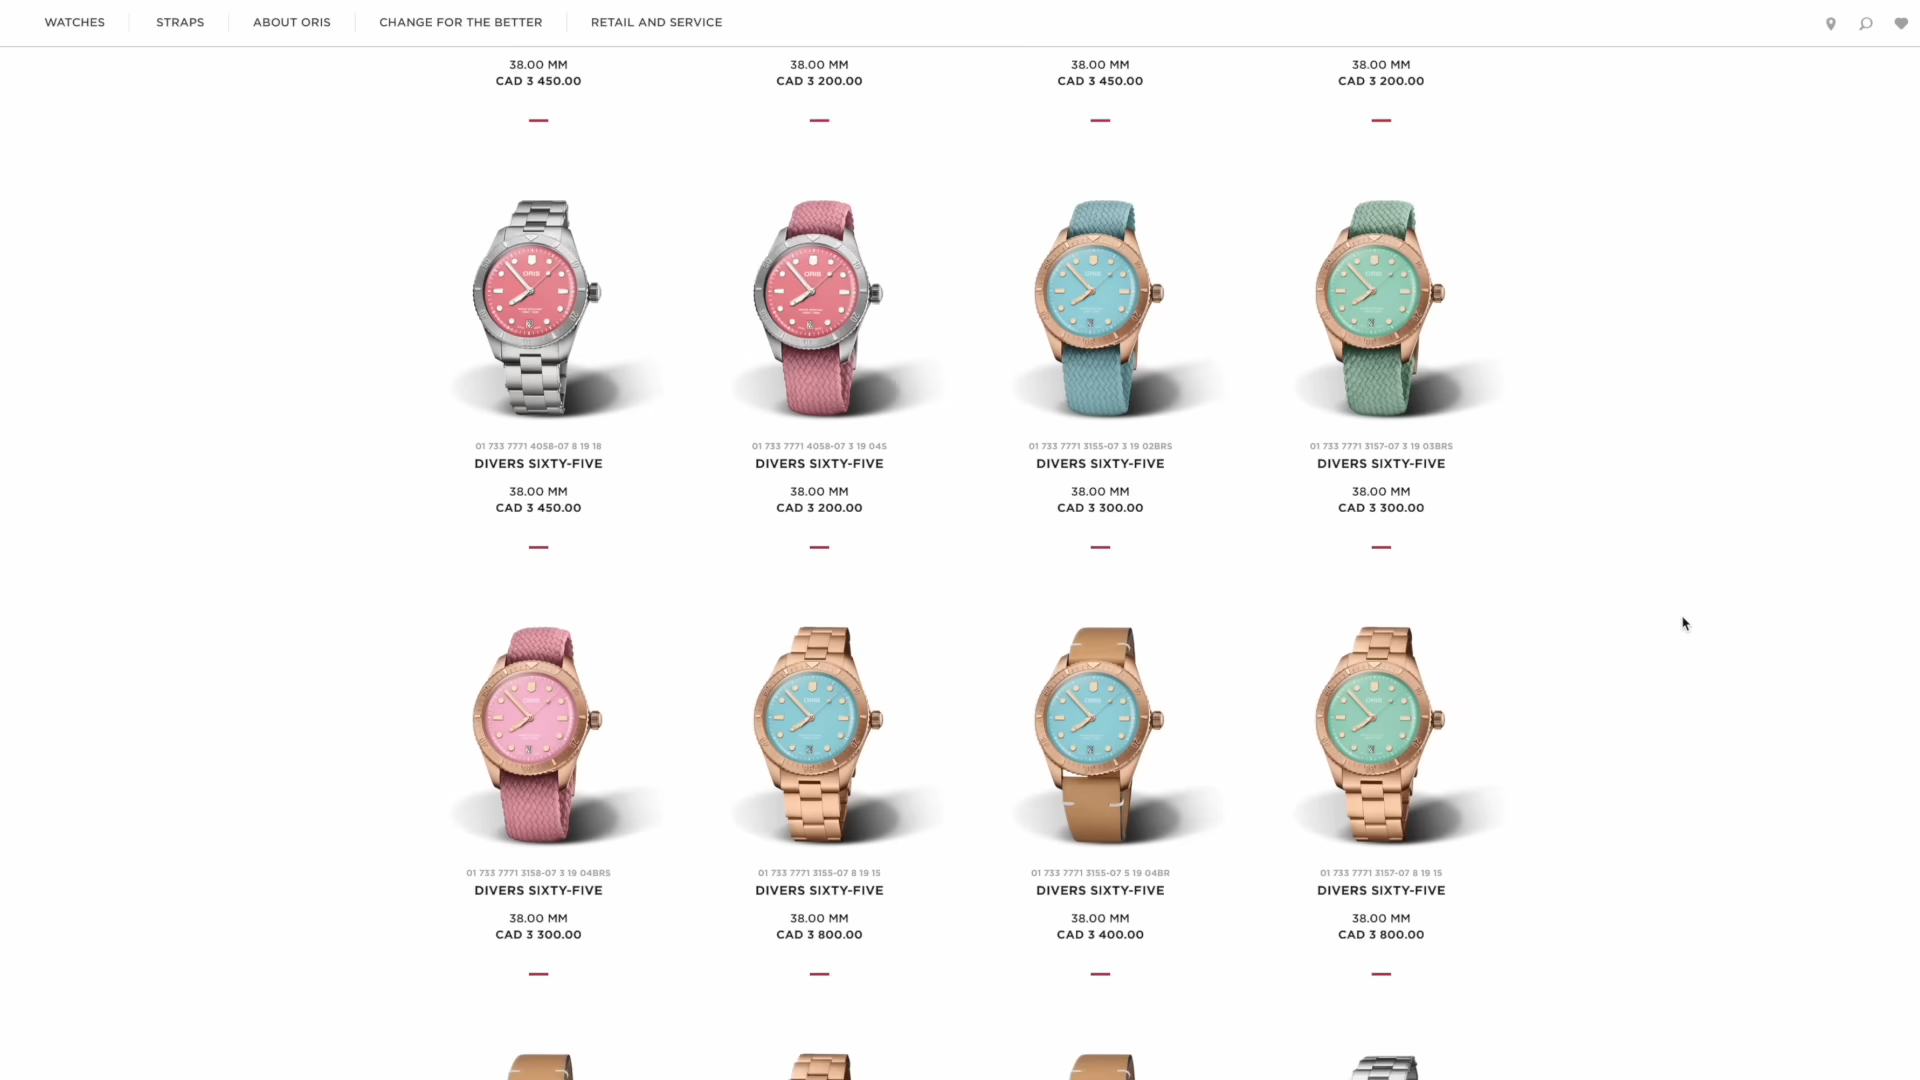 WATCHES STRAPS ABOUT ORIS CHANGE FOR THE BETTER RETAIL AND SERVICE
38.00 MM 38.00 MM 38.00 MM 38.00 MM
CAD 3 450.00 CAD 3 200.00 CAD 3 450.00 CAD 3 200.00
ORIS ORIS ORIS ORIS
01 733 7771 4058-07 8 19 18 01 733 7771 4058-07 3 19 04S 01 733 7771 3155-07 3 19 02BRS 01 733 7771 3157-07 3 19 03BRS
DIVERS SIXTY-FIVE DIVERS SIXTY-FIVE DIVERS SIXTY-FIVE DIVERS SIXTY-FIVE
38.00 MM 38.00 MM 38.00 MM 38.00 MM
CAD 3 450.00 CAD 3 200.00 CAD 3 300.00 CAD 3 300.00
ORIS ORIS ORIS ORIS
01 733 7771 3158-07 3 19 04BRS 01 733 7771 3155-07 8 19 15 01 733 7771 3155-07 5 19 04BR 01 733 7771 3157-07 8 19 15
DIVERS SIXTY-FIVE DIVERS SIXTY-FIVE DIVERS SIXTY-FIVE DIVERS SIXTY-FIVE
38.00 MM 38.00 MM 38.00 MM 38.00 MM
CAD 3 300.00 CAD 3 800.00 CAD 3 400.00 CAD 3 800.00